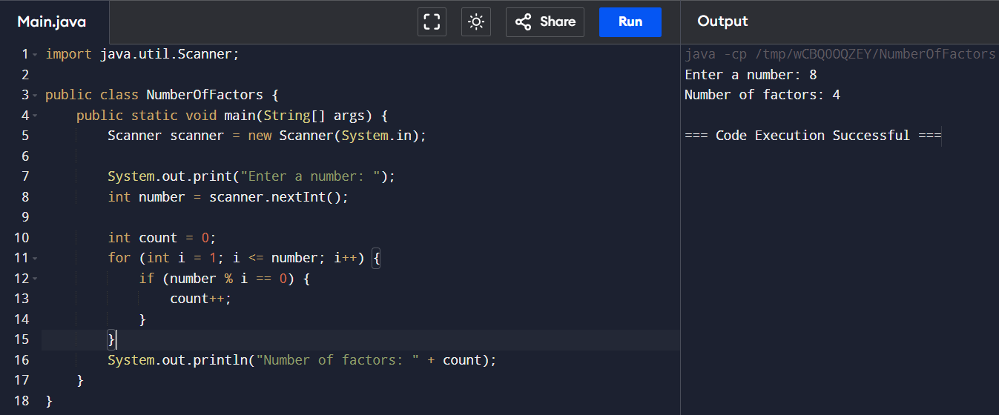 Main.java Share Run Output
1 import java.util.Scanner;
2
3 public class NumberOfFactors {
4     public static void main(String[] args) {
5         Scanner scanner = new Scanner(System.in);
6
7         System.out.print("Enter a number: ");
8         int number = scanner.nextInt();
9
10         int count = 0;
11         for (int i = 1; i <= number; i++) {
12             if (number % i == 0) {
13                 count++;
14             }
15         }
16         System.out.println("Number of factors: " + count);
17     }
18 }
java -cp /tmp/wCBQOOQZEY/NumberOfFactors
Enter a number: 8
Number of factors: 4
=== Code Execution Successful ===